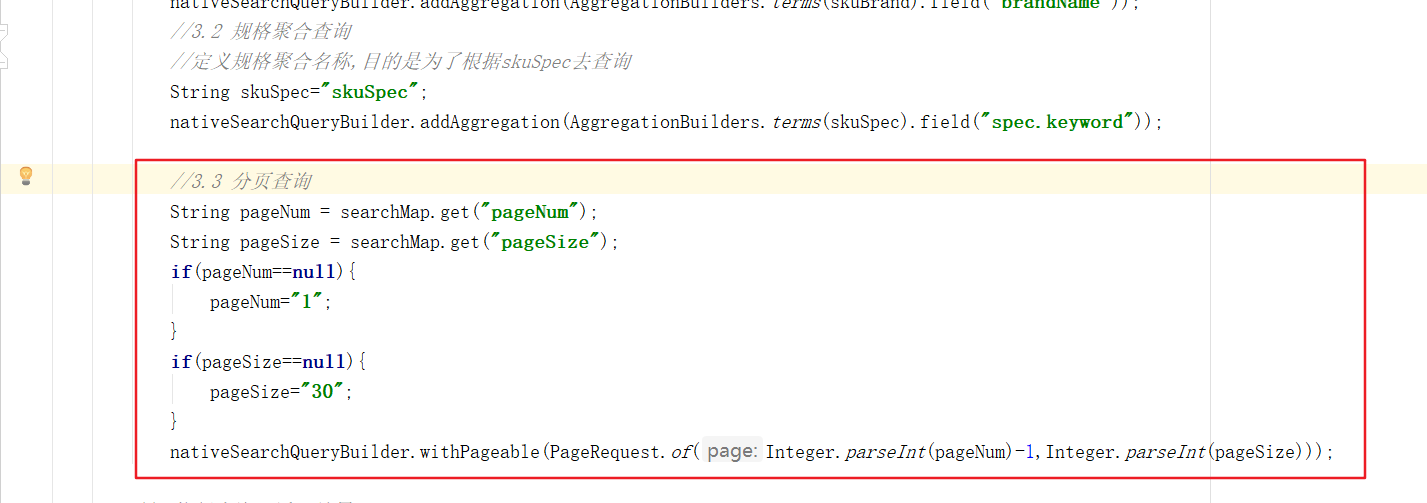 nativeSearchQueryBuilder.addAggregation(AggregationBuilders.terms(skuBrand).field("brandName"));
//3.2 规格聚合查询
//定义规格聚合名称,目的是为了根据skuSpec去查询
String skuSpec="skuSpec";
nativeSearchQueryBuilder.addAggregation(AggregationBuilders.terms(skuSpec).field("spec.keyword"));
//3.3 分页查询
String pageNum = searchMap.get("pageNum");
String pageSize = searchMap.get("pageSize");
if(pageNum==null){
pageNum="1";
}
if(pageSize==null){
pageSize="30";
}
nativeSearchQueryBuilder.withPageable(PageRequest.of(page:Integer.parseInt(pageNum)-1,Integer.parseInt(pageSize)));